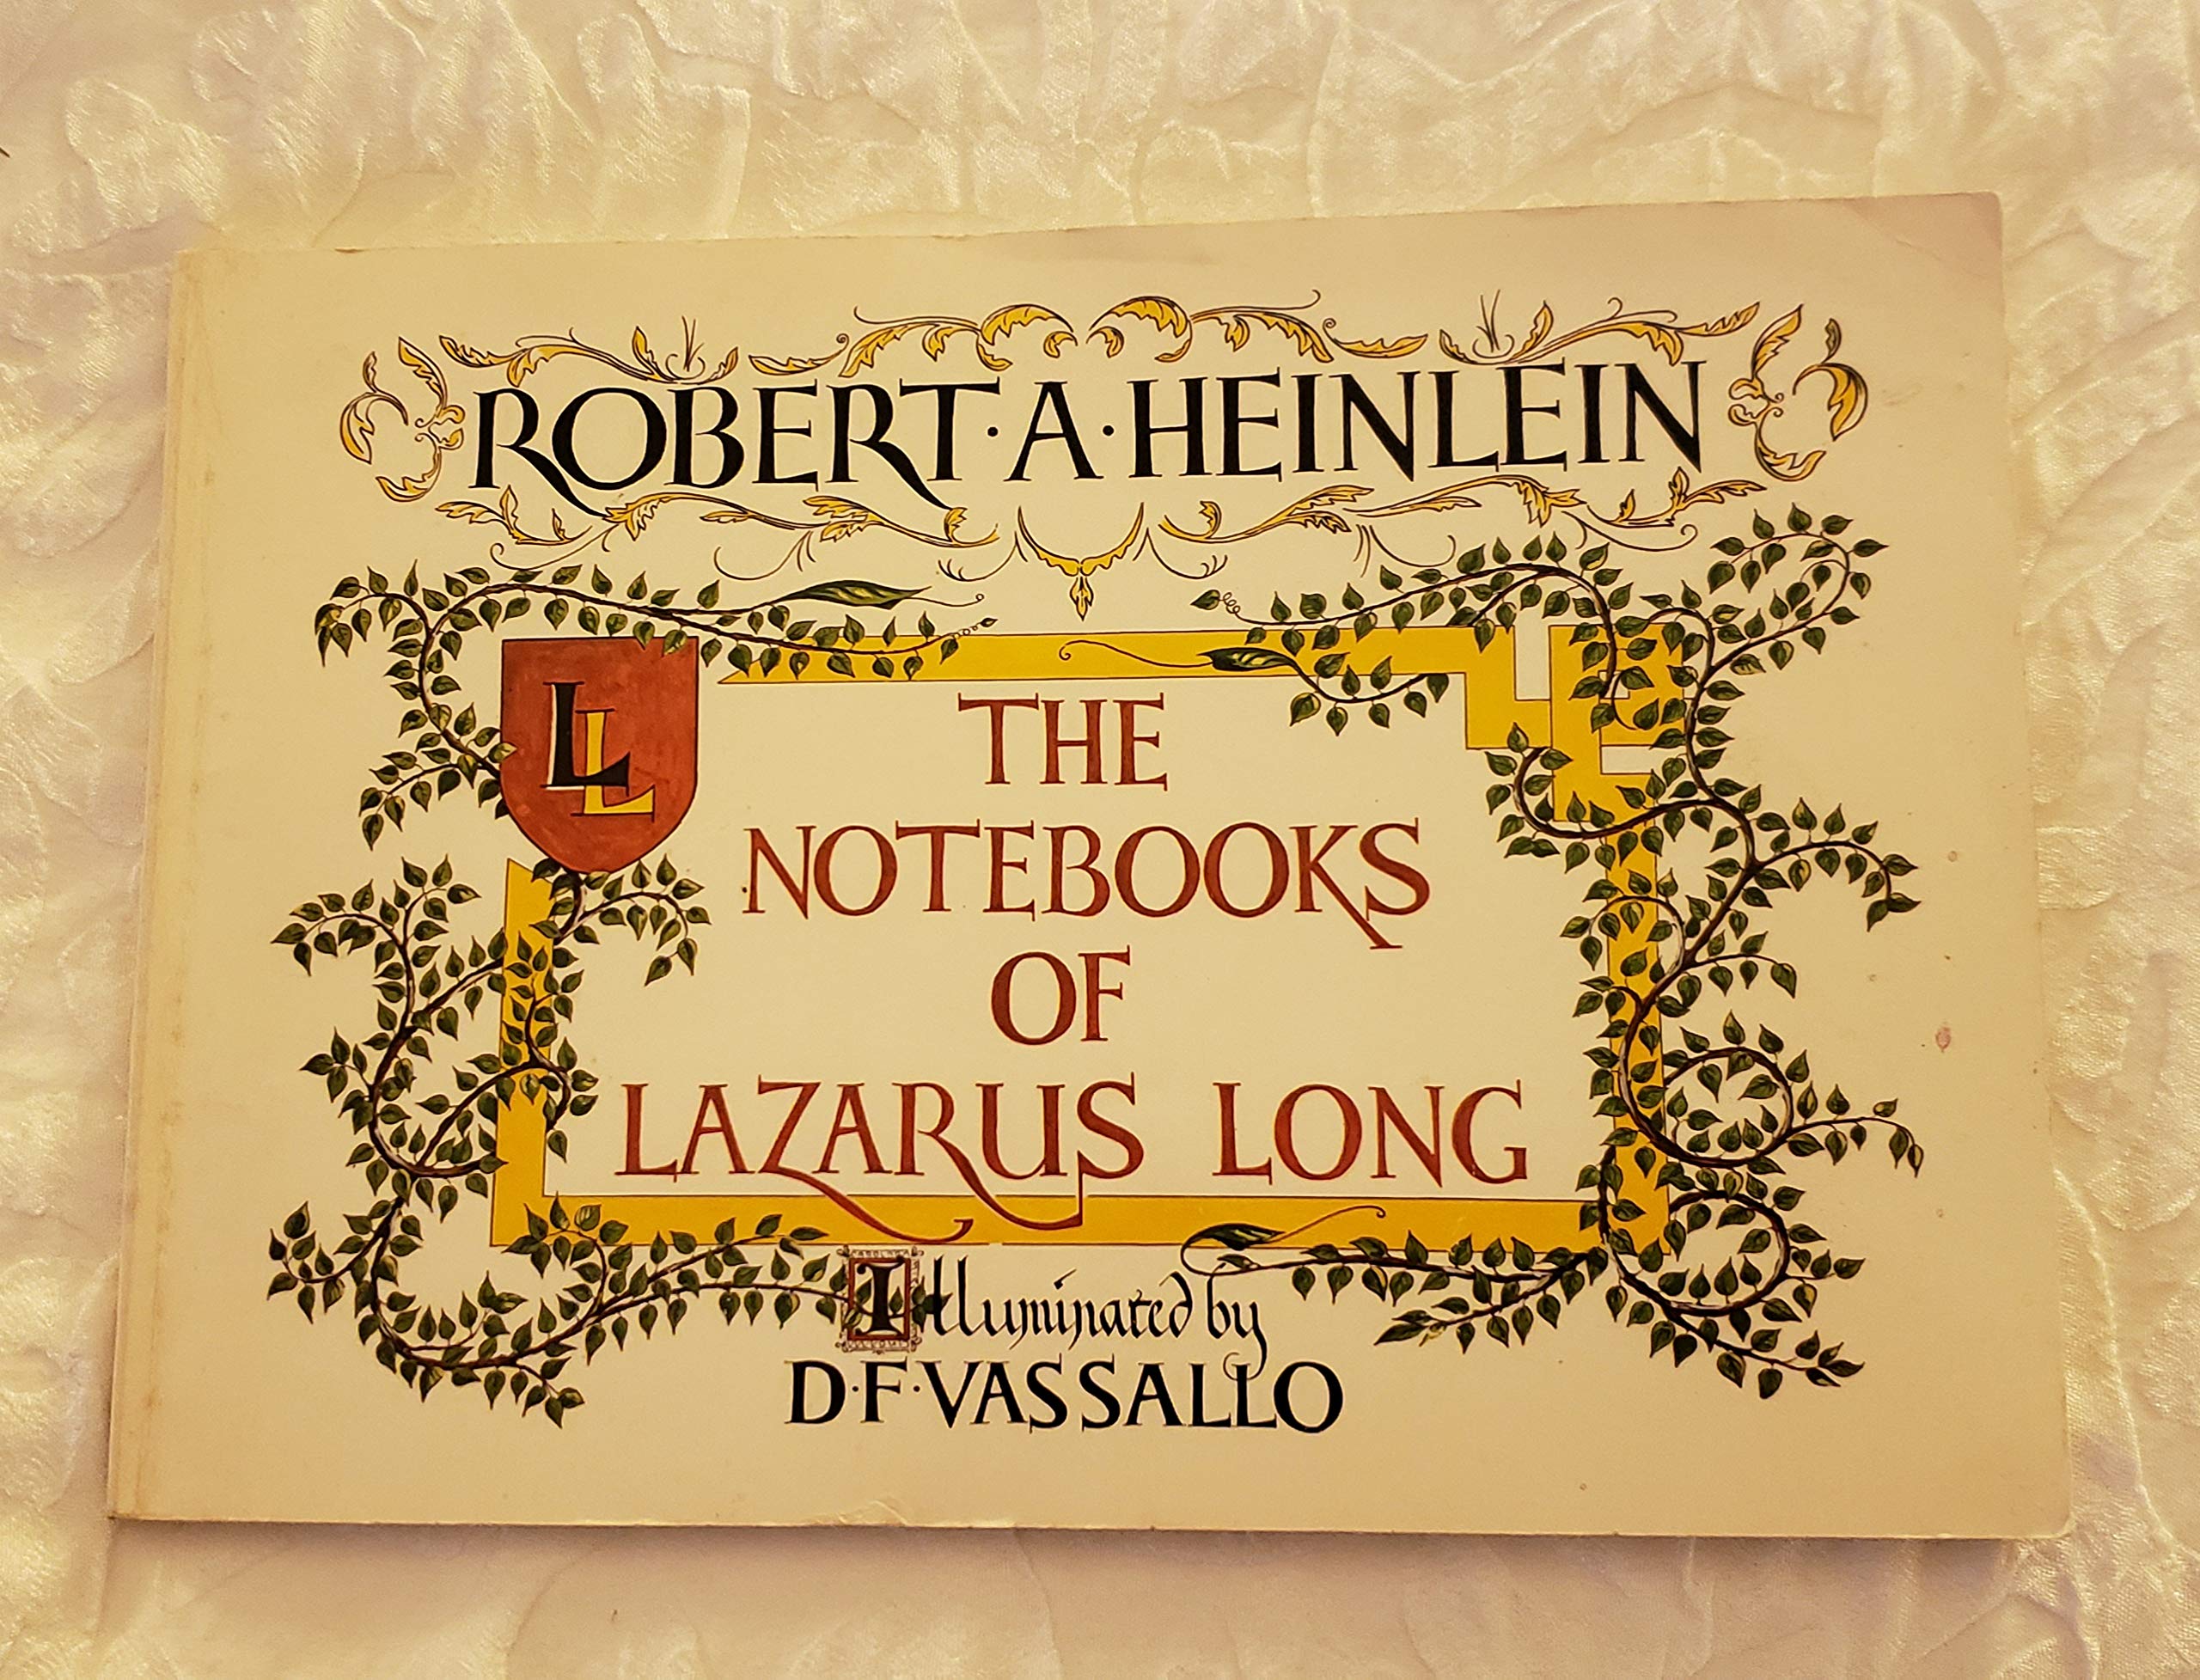 ROBERT·A·HEINLEIN
LL
THE
NOTEBOOKS
OF
LAZARUS LONG
Illuminated by
D·F·VASSALLO